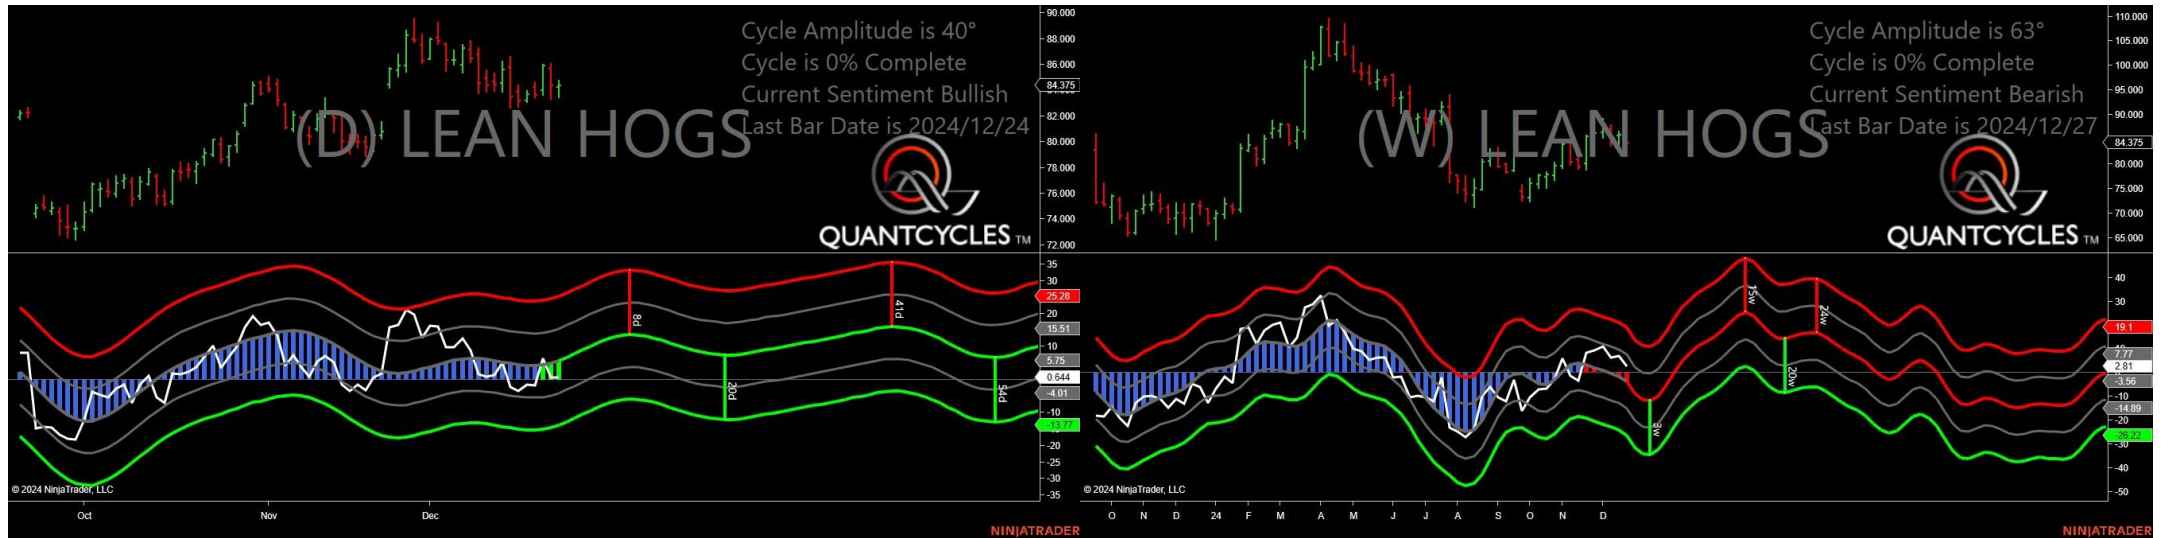 Cycle Amplitude is 40°
Cycle is 0% Complete
Current Sentiment Bullish
Last Bar Date is 2024/12/24
(D) LEAN HOGS
QUANTCYCLES TM
90.000
88.000
86.000
84.375
82.000
80.000
78.000
76.000
74.000
72.000
35
30
25.28
20
15.51
10
5.75
0.644
-4.01
-10
-13.77
-20
-25
-30
-35
8d
20d
41d
54d
© 2024 NinjaTrader, LLC
Oct Nov Dec
NINJATRADER
Cycle Amplitude is 63°
Cycle is 0% Complete
Current Sentiment Bearish
Last Bar Date is 2024/12/27
(W) LEAN HOGS
QUANTCYCLES TM
110.000
105.000
100.000
95.000
90.000
84.375
80.000
75.000
70.000
65.000
40
30
19.1
7.77
2.81
-3.56
-10
-14.89
-20
-26.22
-30
-40
-50
3w
15w
20w
24w
© 2024 NinjaTrader, LLC
O N D 24 F M A M J J A S O N D
NINJATRADER